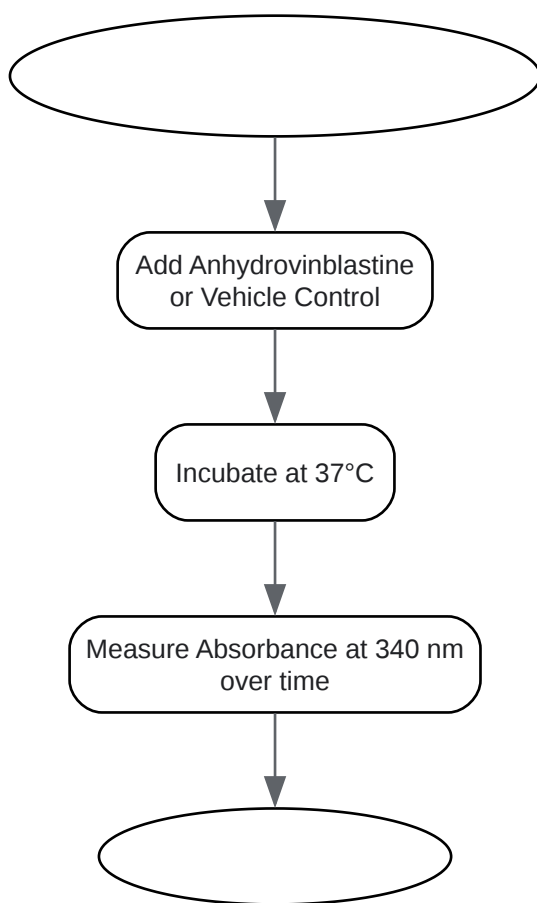 Add Anhydrovinblastine
or Vehicle Control
Incubate at 37°C
Measure Absorbance at 340 nm
over time